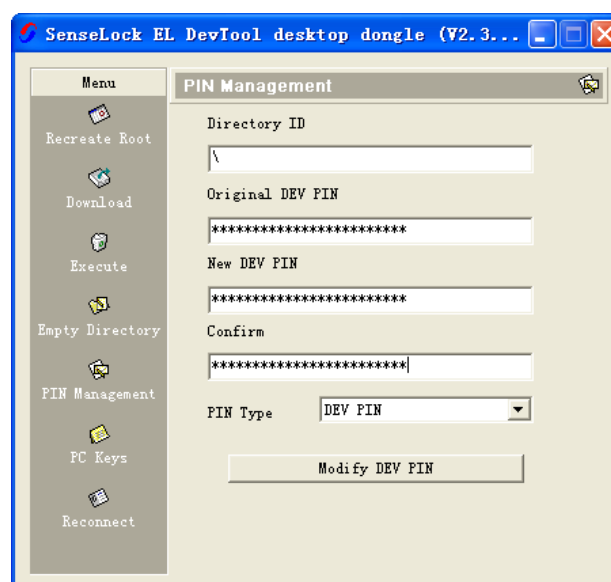 SenseLock EL DevTool desktop dongle (V2.3...
Menu
Recreate Root
Download
Execute
Empty Directory
PIN Management
PC Keys
Reconnect
PIN Management
Directory ID
\
Original DEV PIN
************************
New DEV PIN
************************
Confirm
************************
PIN Type
DEV PIN
Modify DEV PIN